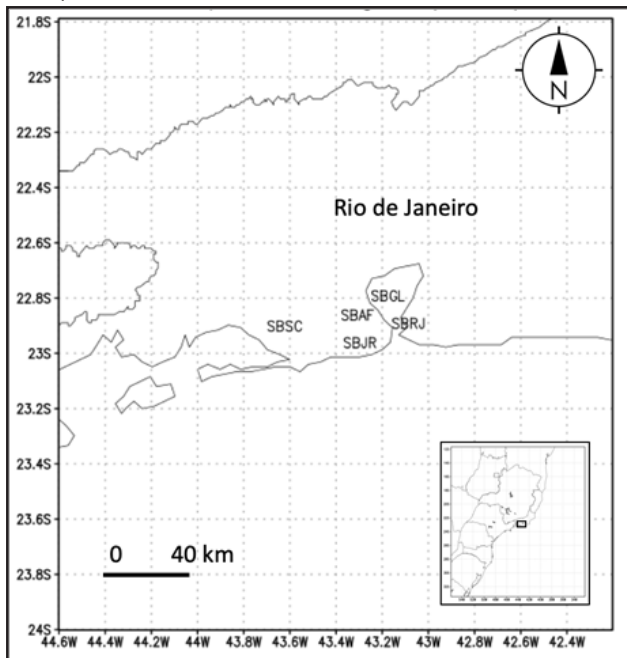 21.8S
22S
N
22.2S
22.4S
Rio de Janeiro
22.6S
22.8S
SBGL
SBAF
SBSC
SBRJ
23S
SBJR
23.2S
23.4S
23.6S
0 40 km
23.8S
24S
44.6W 44.4W 44.2W 44W 43.8W 43.6W 43.4W 43.2W 43W 42.8W 42.6W 42.4W